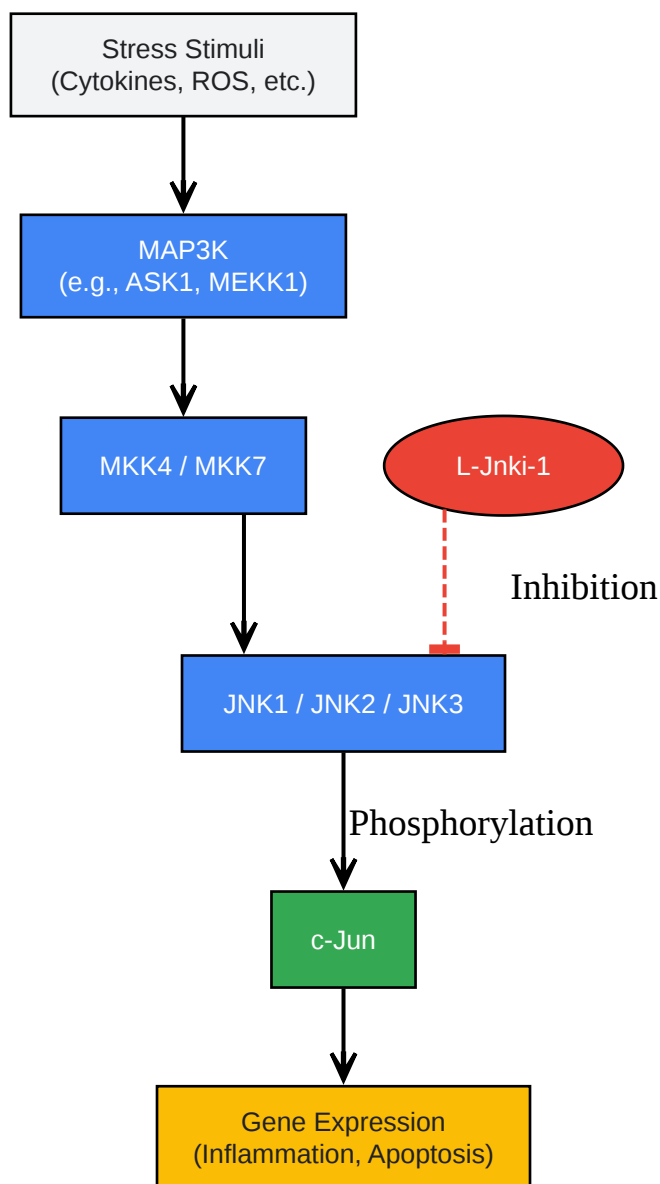 Stress Stimuli
(Cytokines, ROS, etc.)
MAP3K
(e.g., ASK1, MEKK1)
MKK4 / MKK7
L-Jnki-1
Inhibition
JNK1 / JNK2 / JNK3
Phosphorylation
c-Jun
Gene Expression
(Inflammation, Apoptosis)